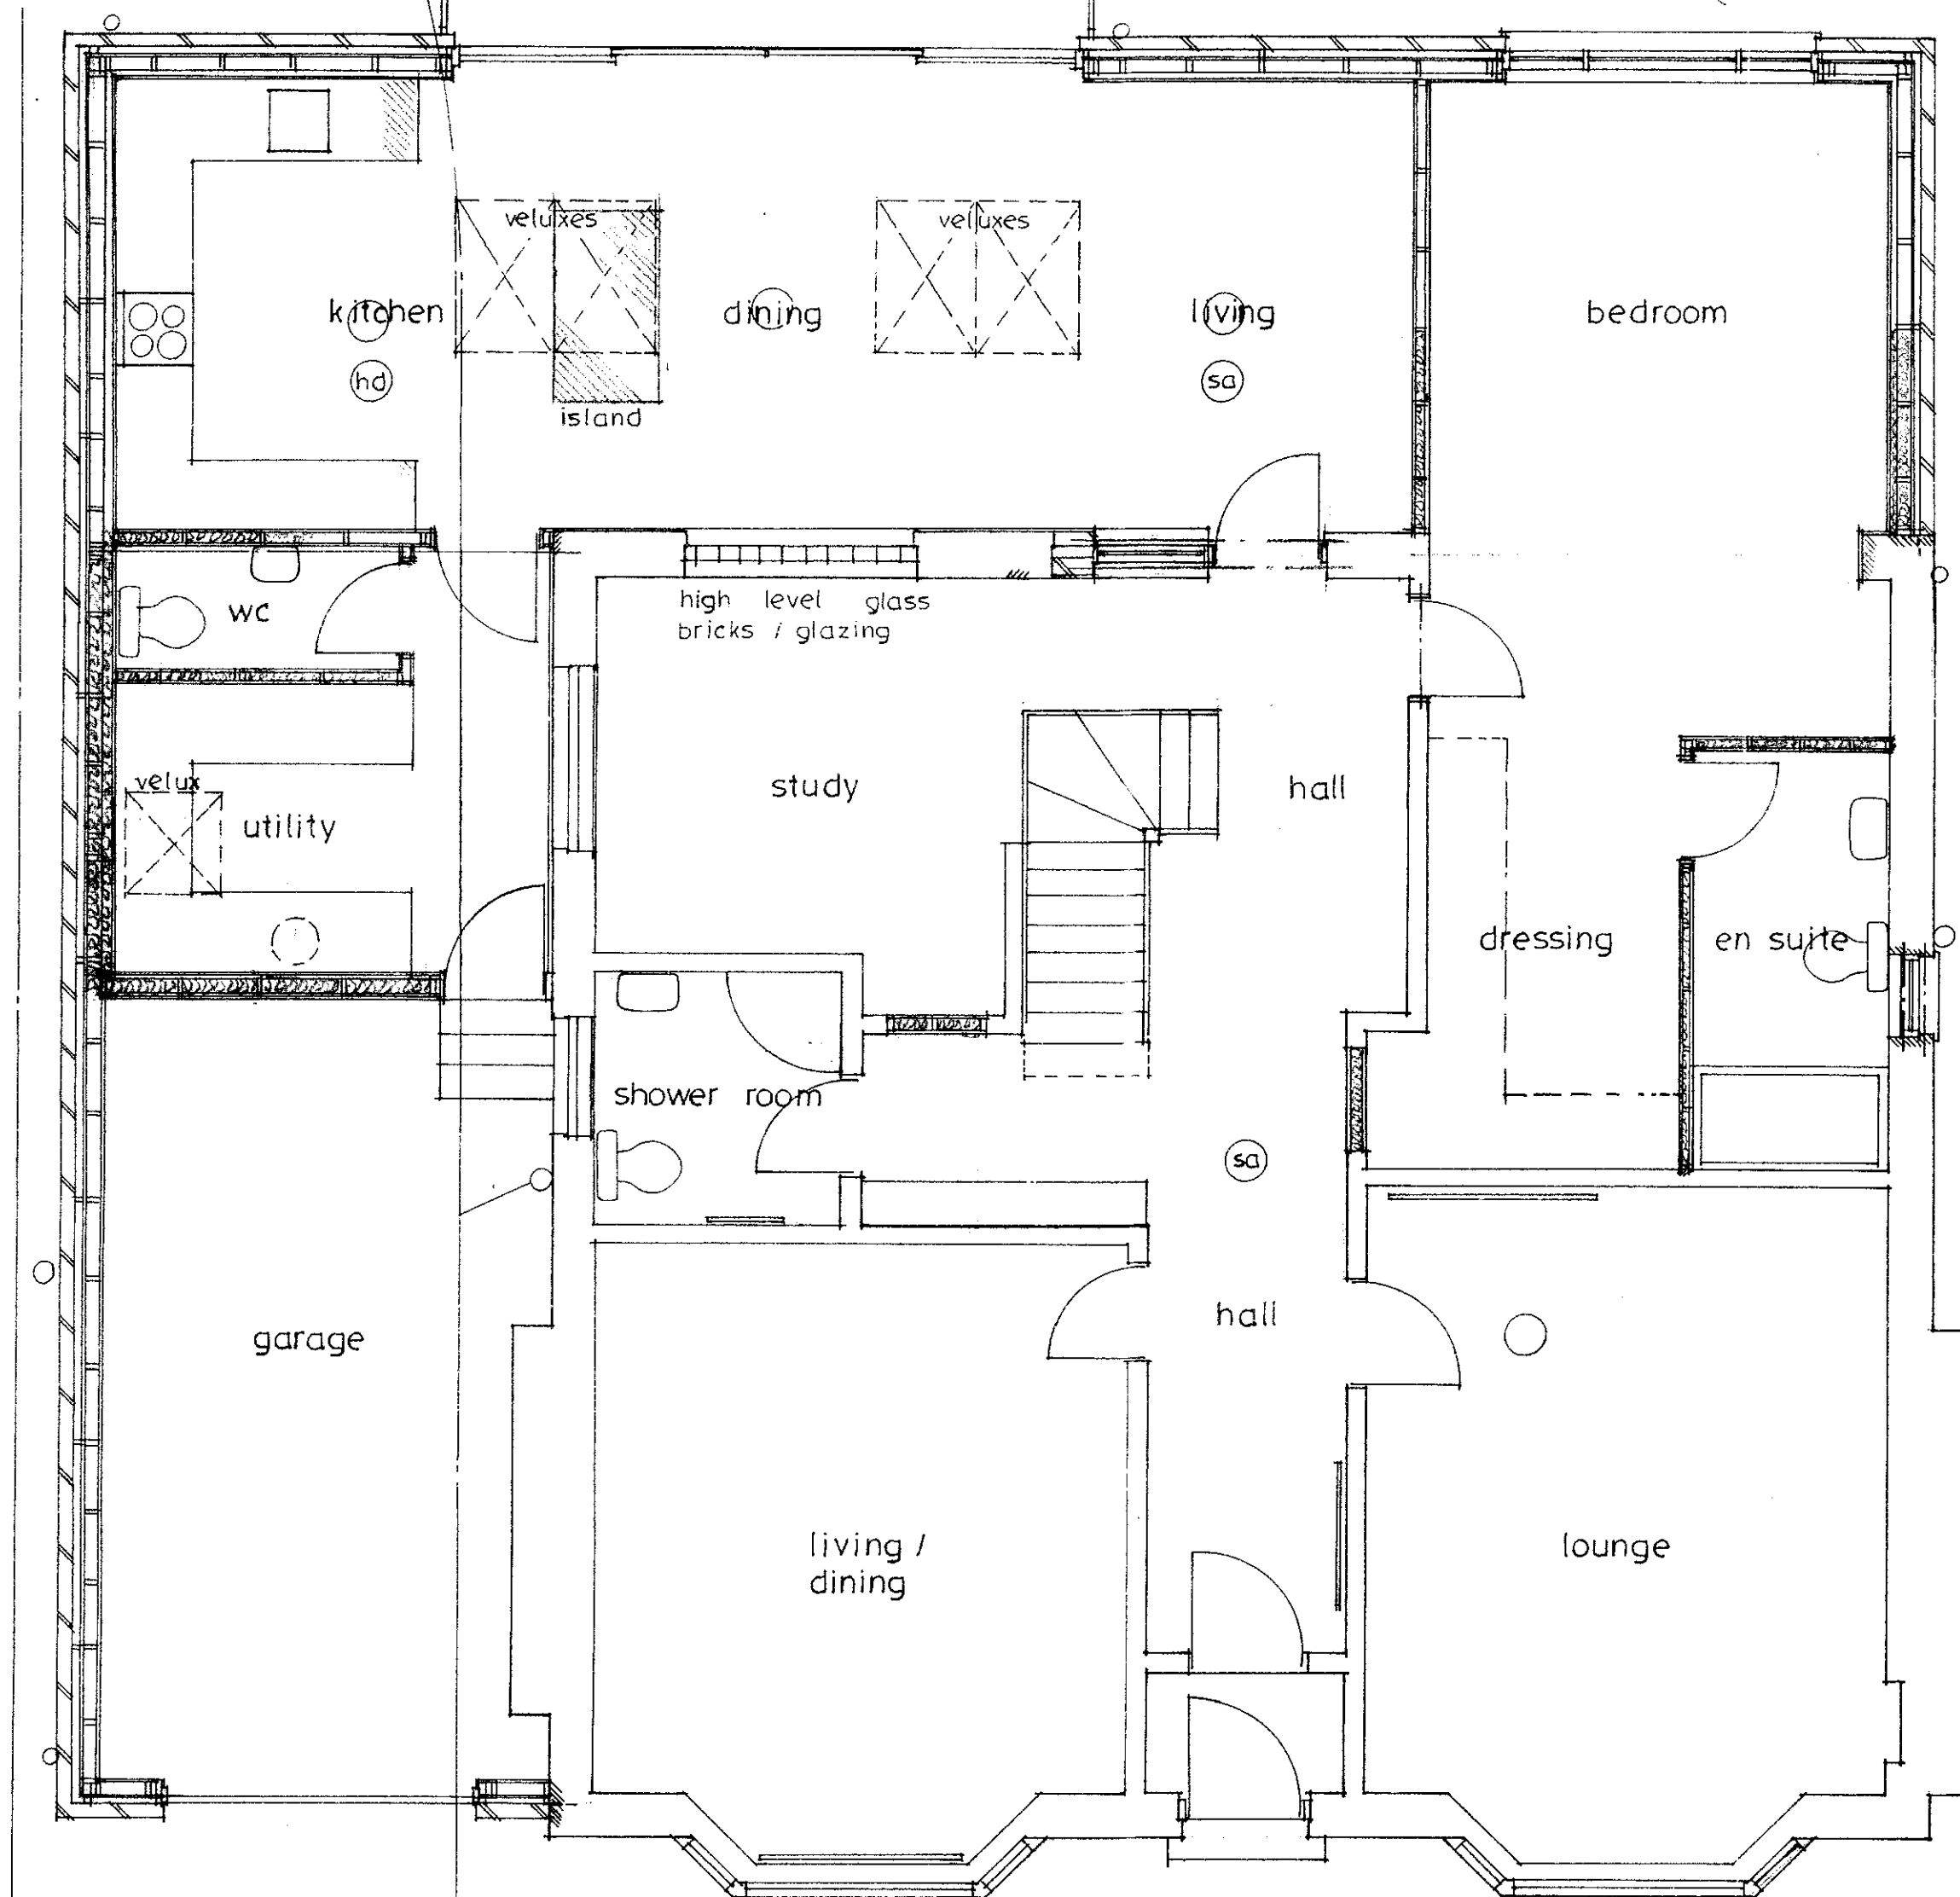 veluxes
veluxes
kitchen
dining
living
bedroom
hd
sa
island
high level glass
bricks / glazing
wc
velux
utility
study
hall
dressing
en suite
shower room
sa
hall
garage
living /
dining
lounge